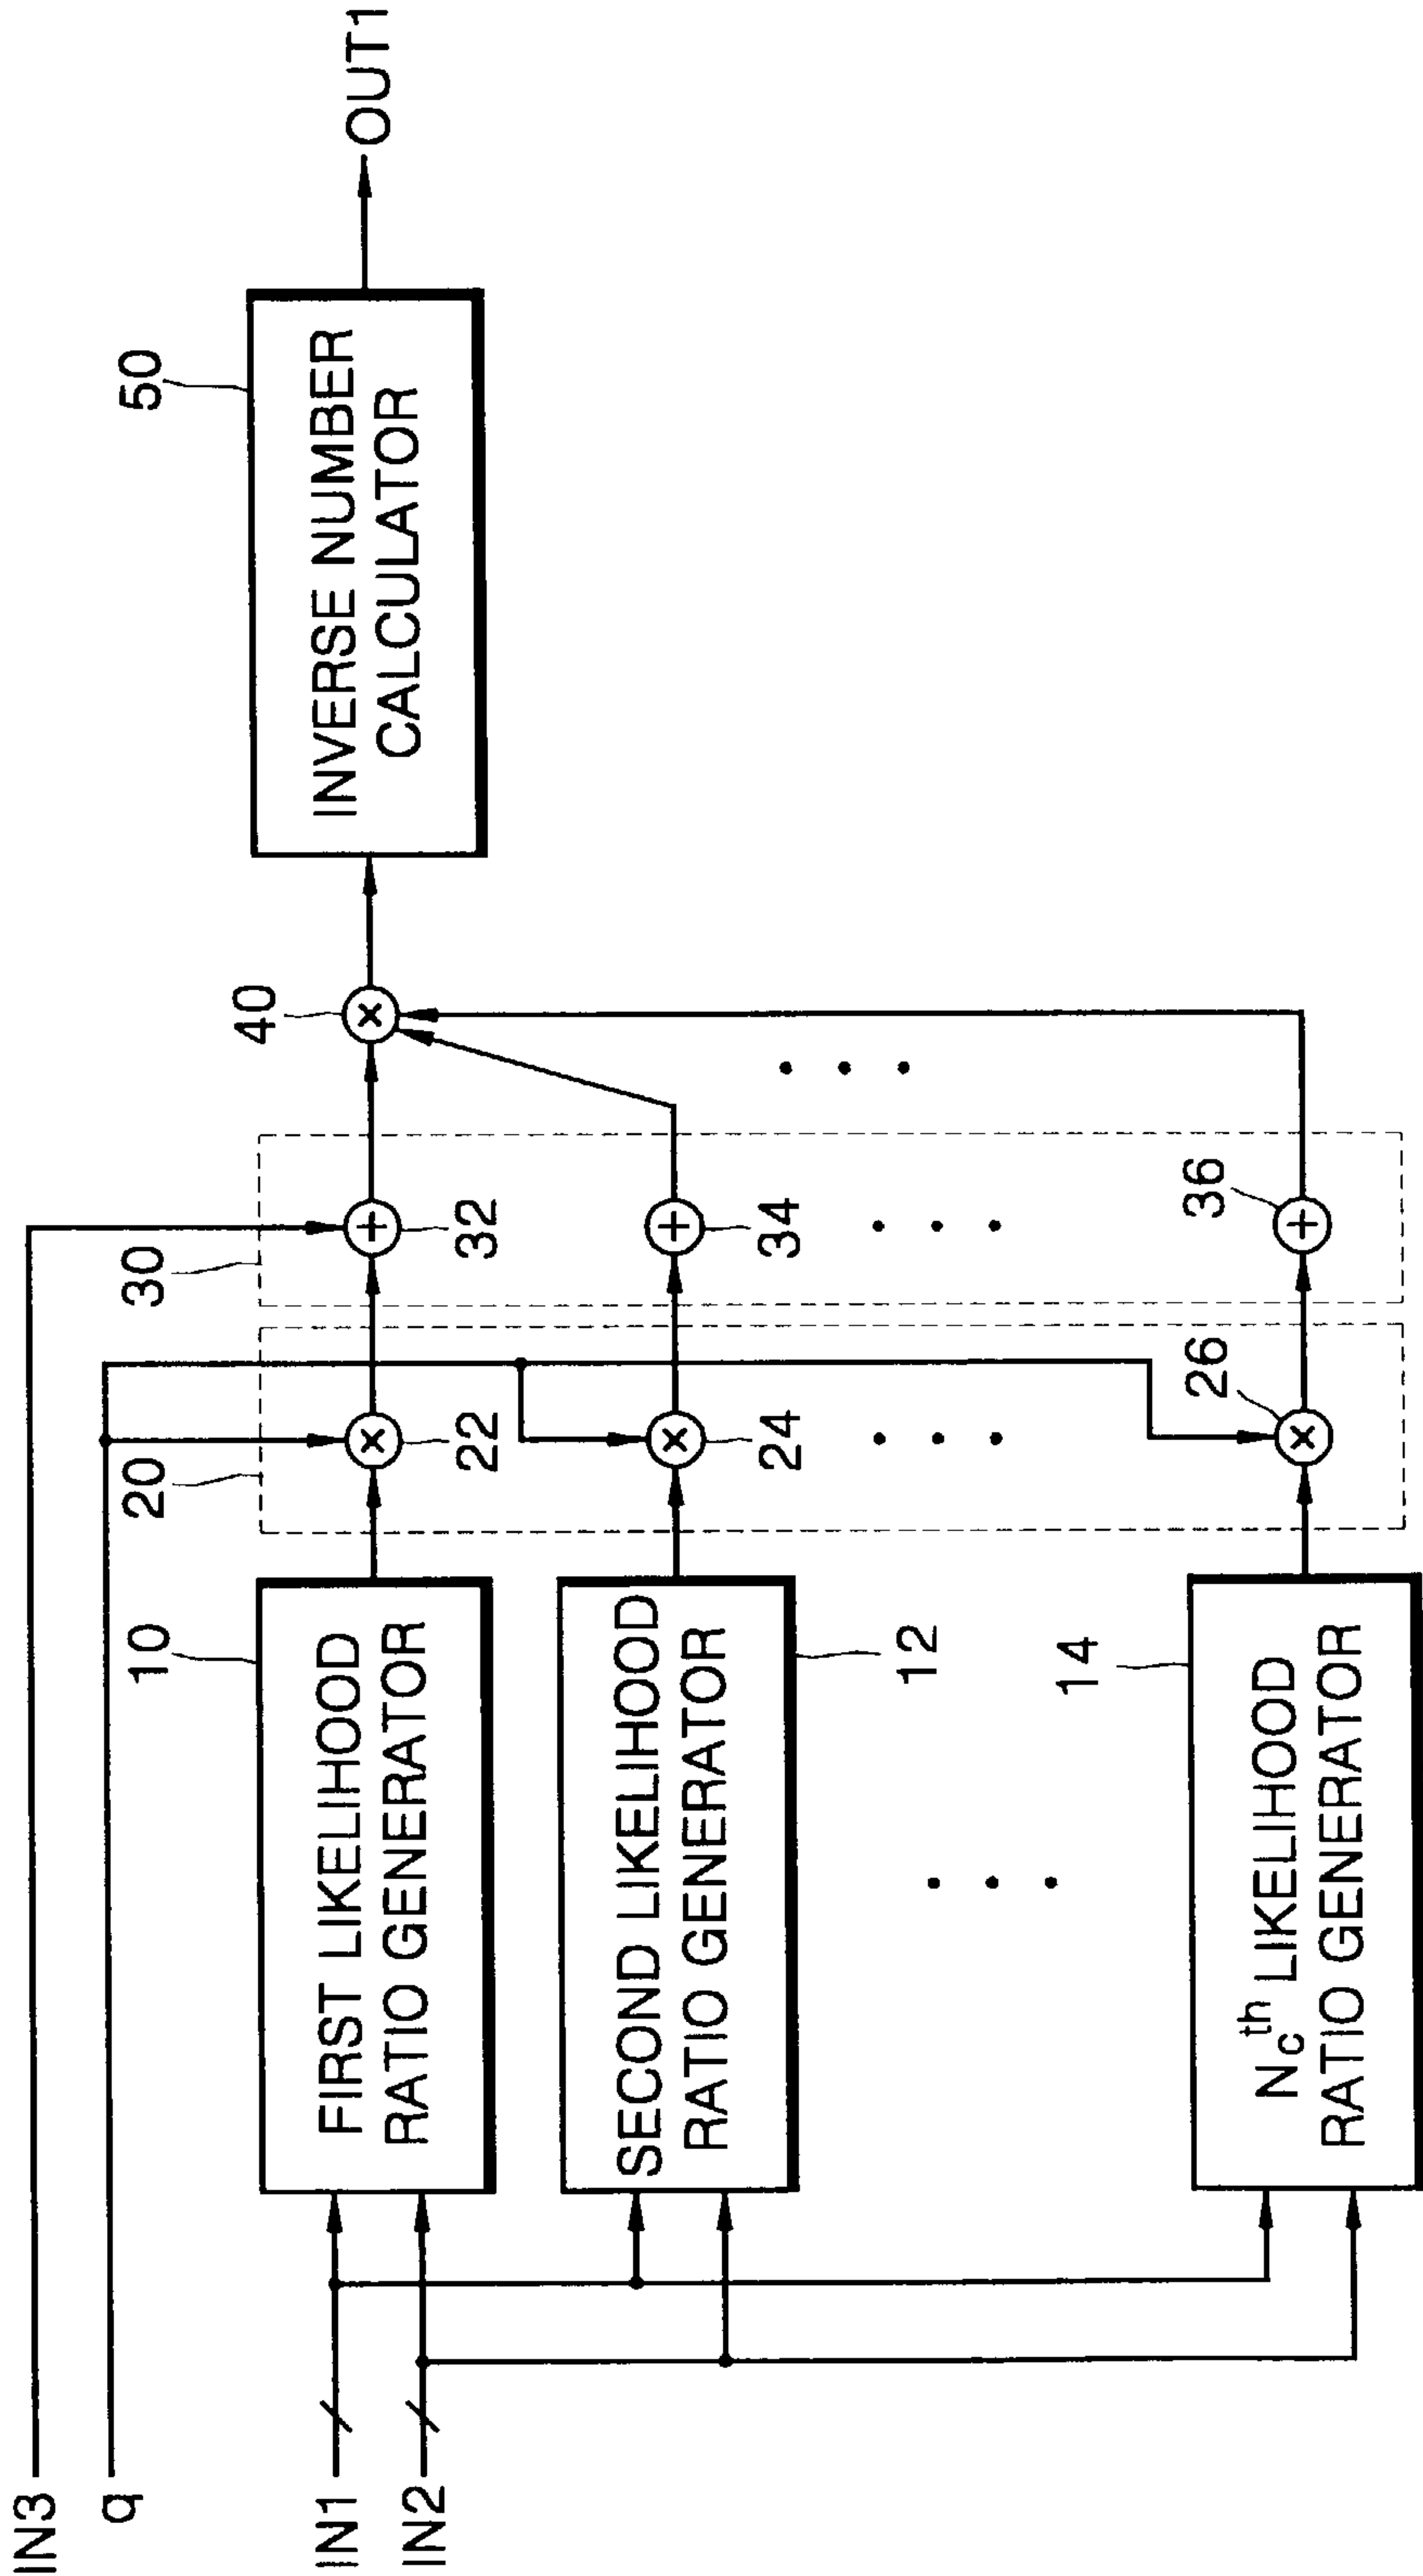 IN3
q
IN1
IN2
FIRST LIKELIHOOD
RATIO GENERATOR
10
SECOND LIKELIHOOD
RATIO GENERATOR
12
N_c^th LIKELIHOOD
RATIO GENERATOR
14
20
22
24
26
30
32
34
36
40
INVERSE NUMBER
CALCULATOR
50
OUT1